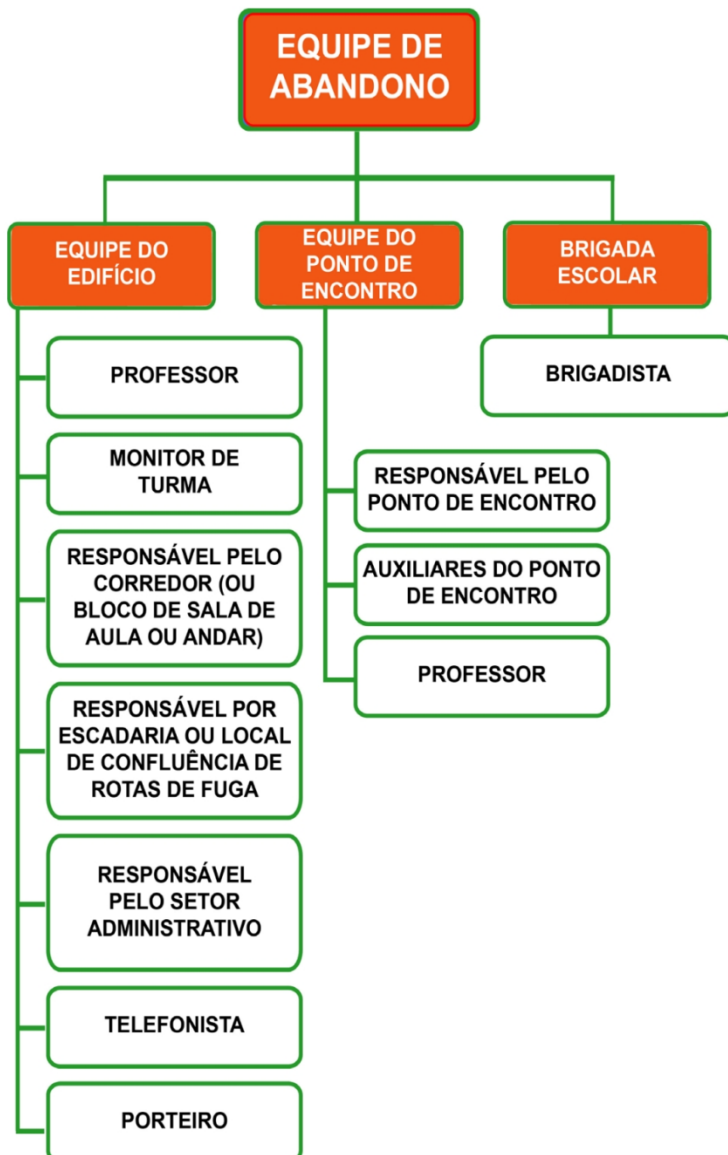 EQUIPE DE
ABANDONO
EQUIPE DO
EDIFÍCIO
EQUIPE DO
PONTO DE
ENCONTRO
BRIGADA
ESCOLAR
PROFESSOR
MONITOR DE
TURMA
RESPONSÁVEL PELO
CORREDOR (OU
BLOCO DE SALA DE
AULA OU ANDAR)
RESPONSÁVEL POR
ESCADARIA OU LOCAL
DE CONFLUÊNCIA DE
ROTAS DE FUGA
RESPONSÁVEL
PELO SETOR
ADMINISTRATIVO
TELEFONISTA
PORTEIRO
RESPONSÁVEL PELO
PONTO DE ENCONTRO
AUXILIARES DO PONTO
DE ENCONTRO
PROFESSOR
BRIGADISTA